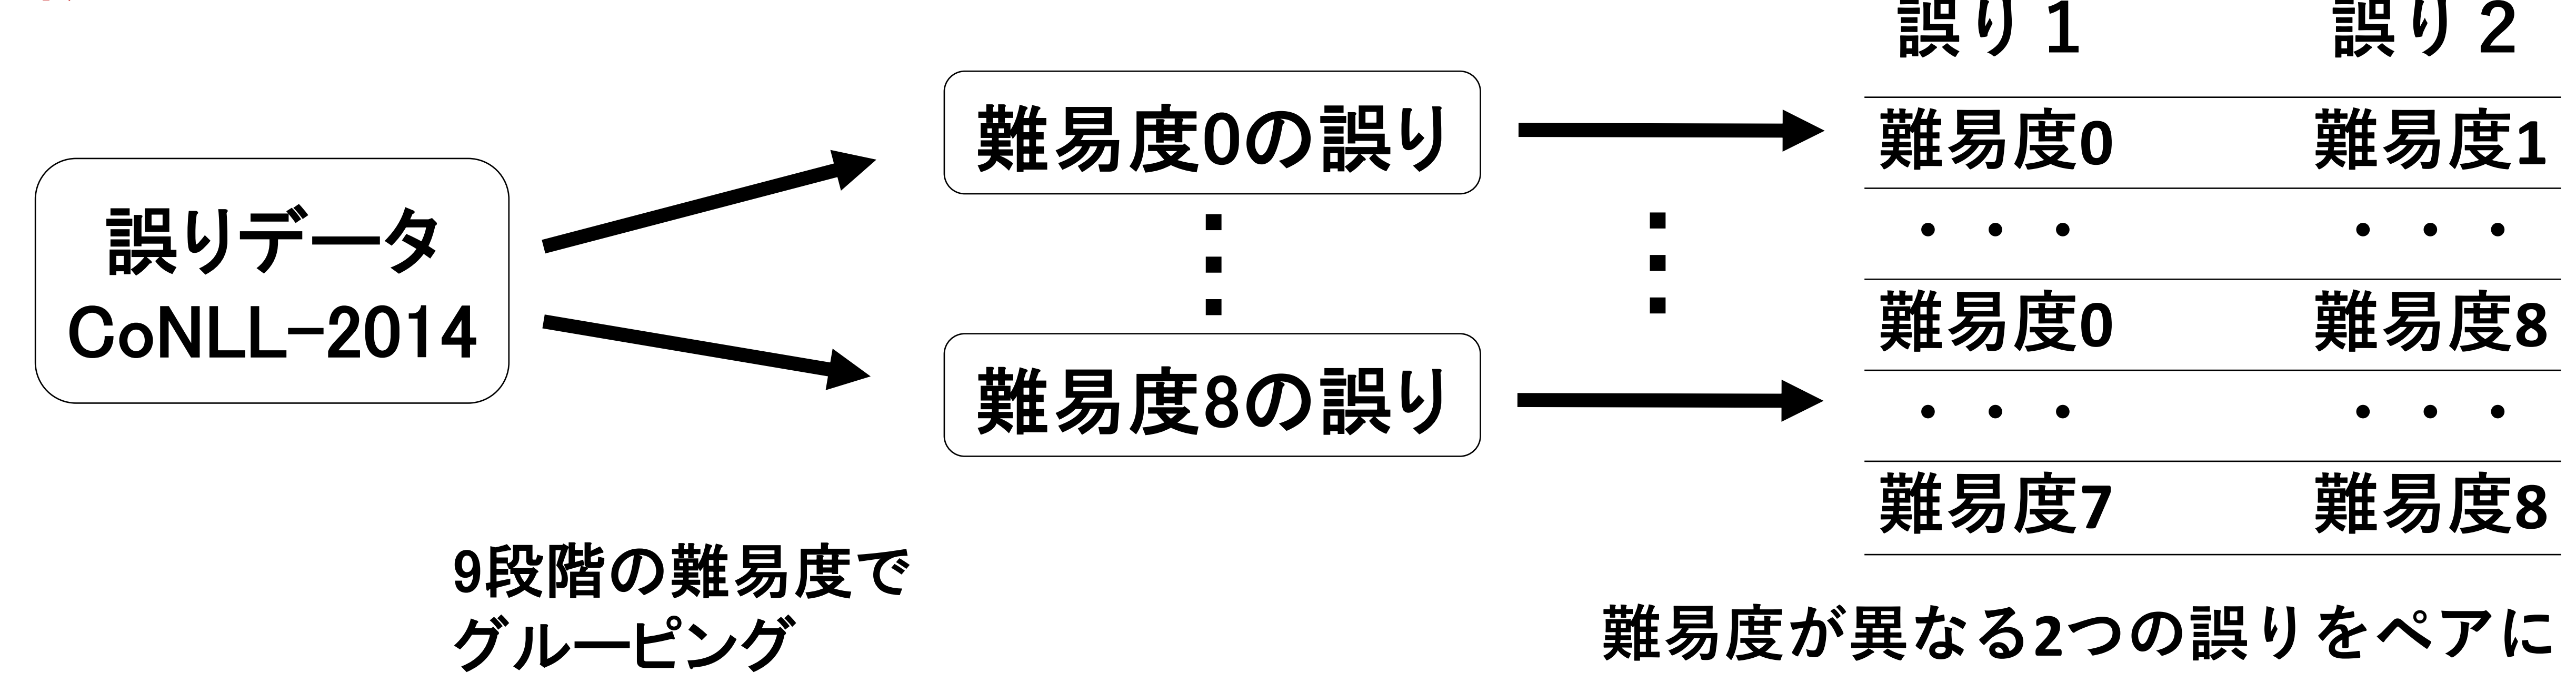 誤りデータ
CoNLL-2014
難易度0の誤り
難易度8の誤り
9段階の難易度で
グルーピング
誤り1 誤り2
難易度0 難易度1
・・・ ・・・
難易度0 難易度8
・・・ ・・・
難易度7 難易度8
難易度が異なる2つの誤りをペアに